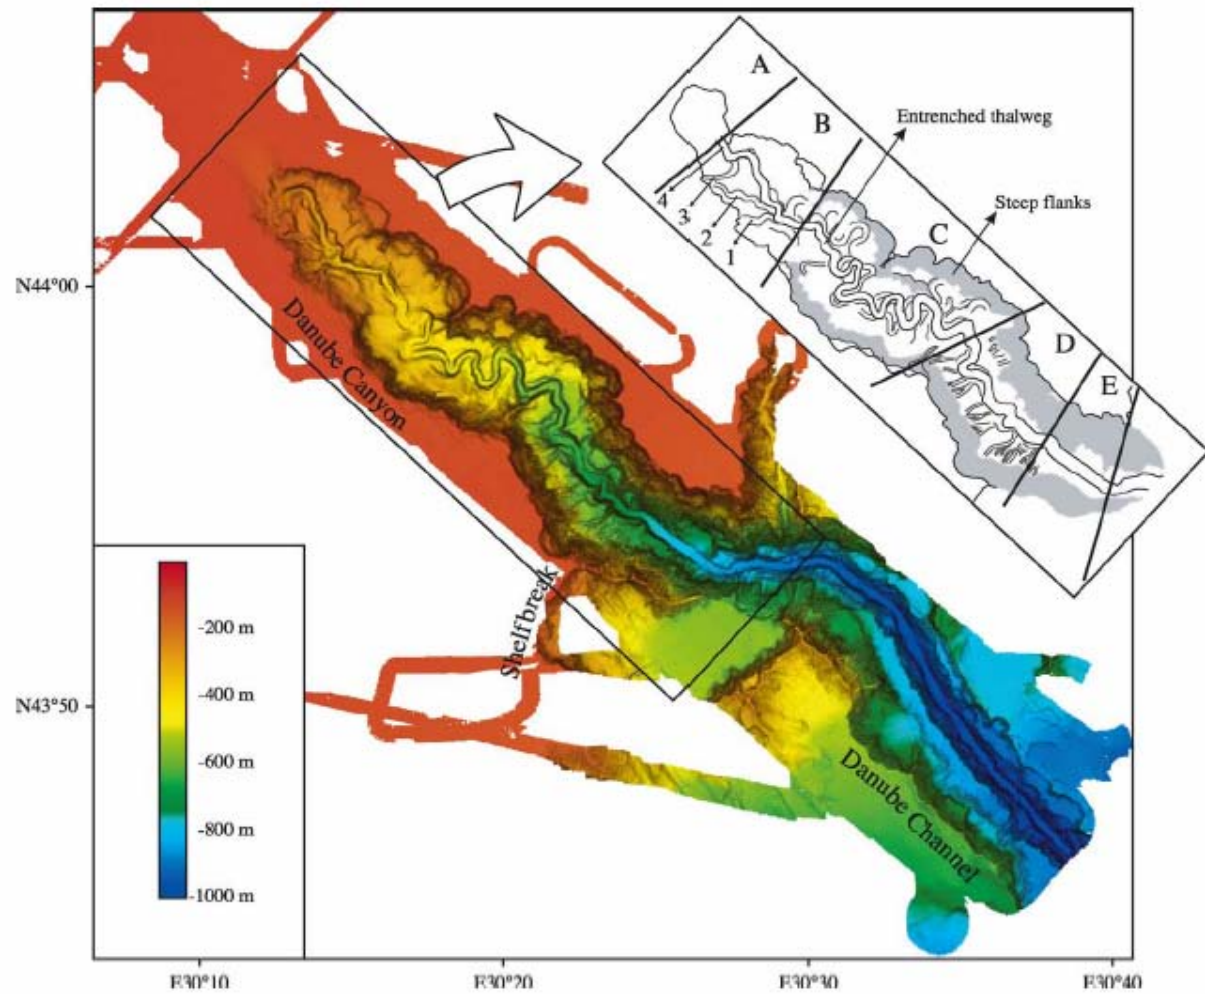 A
B
Entrenched thalweg
Steep flanks
C
4
3
2
1
D
E
N44°00
Danube Canyon
Shelfbreak
-200 m
-400 m
-600 m
-800 m
-1000 m
N43°50
Danube Channel
E30°10
E30°20
E30°30
E30°40